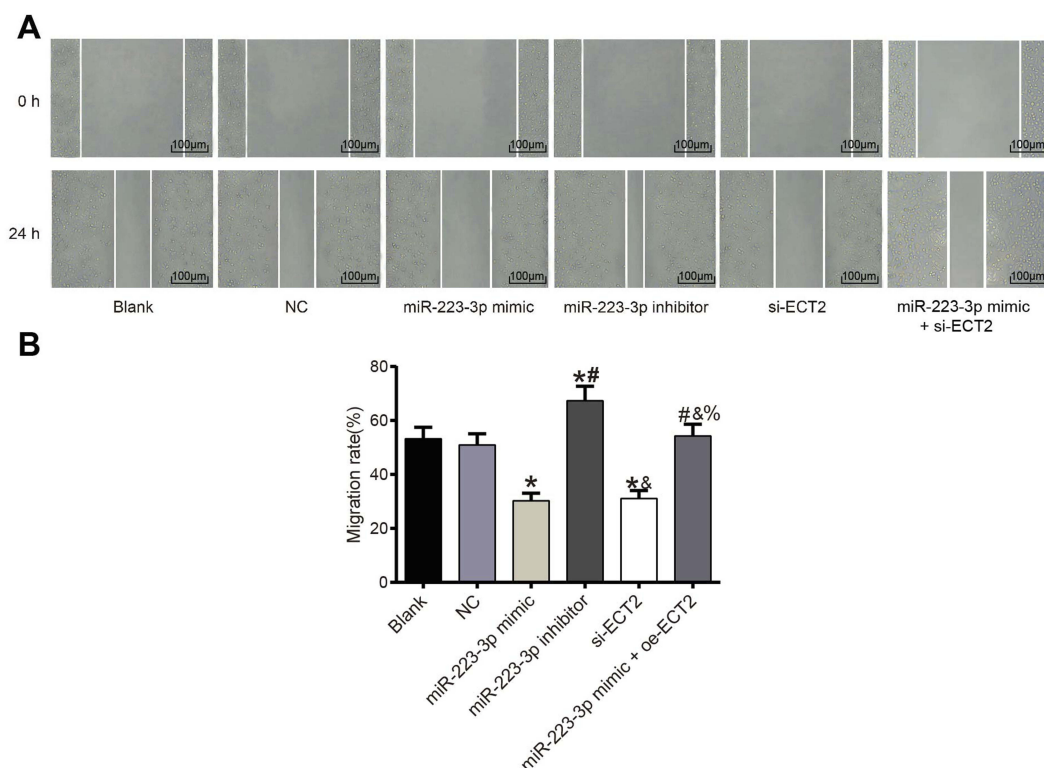 A
0 h
100μm 100μm 100μm 100μm 100μm 100μm
24 h
100μm 100μm 100μm 100μm 100μm 100μm
Blank NC miR-223-3p mimic miR-223-3p inhibitor si-ECT2 miR-223-3p mimic
+ si-ECT2
B
Migration rate(%)
80
60
40
20
0
*
*#
*&
#&%
Blank
NC
miR-223-3p mimic
miR-223-3p inhibitor
si-ECT2
miR-223-3p mimic + oe-ECT2